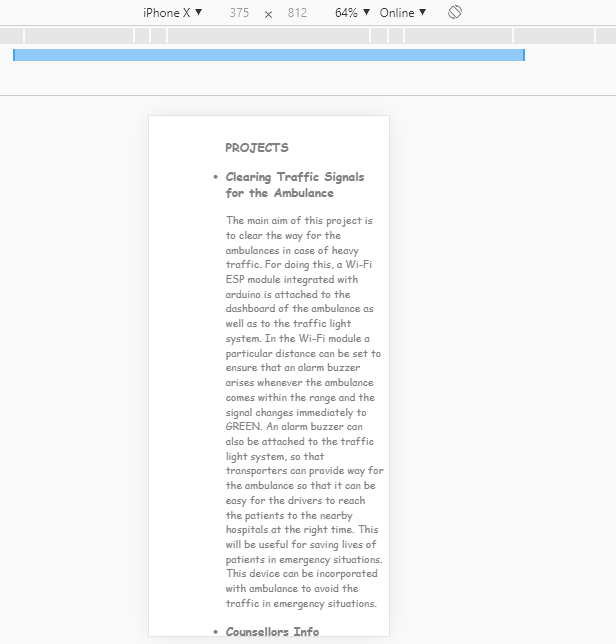 iPhone X ▼ 375 × 812 64% ▼ Online ▼
PROJECTS
• Clearing Traffic Signals
for the Ambulance
The main aim of this project is
to clear the way for the
ambulances in case of heavy
traffic. For doing this, a Wi-Fi
ESP module integrated with
arduino is attached to the
dashboard of the ambulance as
well as to the traffic light
system. In the Wi-Fi module a
particular distance can be set to
ensure that an alarm buzzer
arises whenever the ambulance
comes within the range and the
signal changes immediately to
GREEN. An alarm buzzer can
also be attached to the traffic
light system, so that
transporters can provide way for
the ambulance so that it can be
easy for the drivers to reach
the patients to the nearby
hospitals at the right time. This
will be useful for saving lives of
patients in emergency situations.
This device can be incorporated
with ambulance to avoid the
traffic in emergency situations.
• Counsellors Info